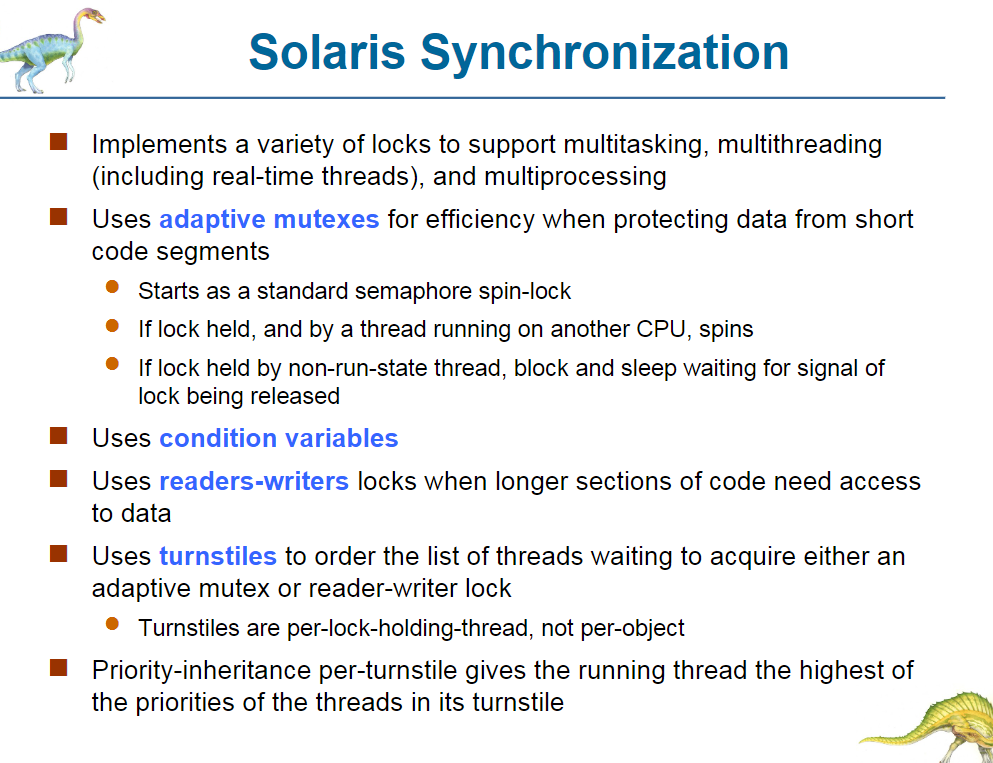 Solaris Synchronization
Implements a variety of locks to support multitasking, multithreading
(including real-time threads), and multiprocessing
Uses adaptive mutexes for efficiency when protecting data from short
code segments
Starts as a standard semaphore spin-lock
If lock held, and by a thread running on another CPU, spins
If lock held by non-run-state thread, block and sleep waiting for signal of
lock being released
Uses condition variables
Uses readers-writers locks when longer sections of code need access
to data
Uses turnstiles to order the list of threads waiting to acquire either an
adaptive mutex or reader-writer lock
Turnstiles are per-lock-holding-thread, not per-object
Priority-inheritance per-turnstile gives the running thread the highest of
the priorities of the threads in its turnstile